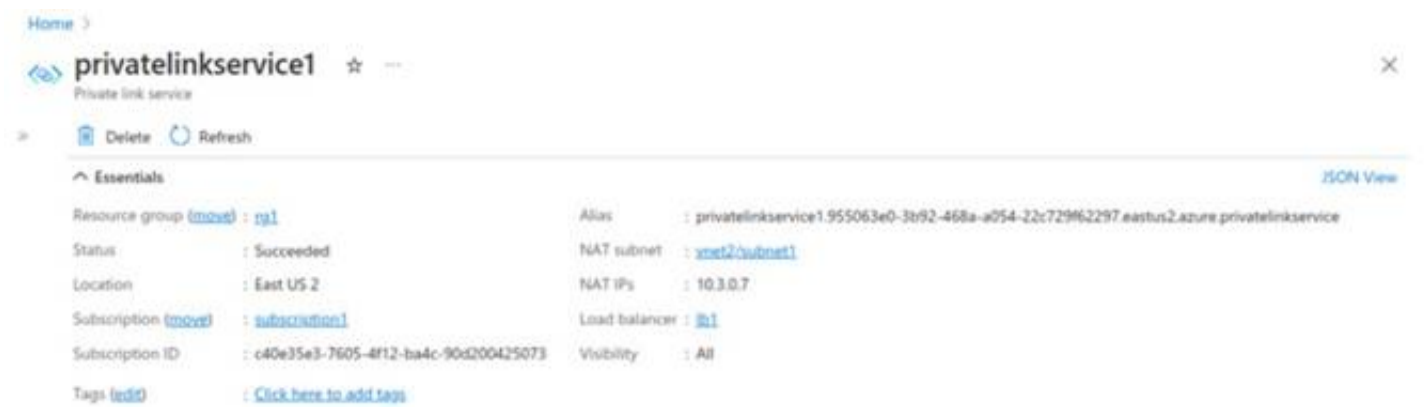 Home >
privatelinkservice1
Private link service
Delete Refresh
Essentials JSON View
Resource group (move) : rg1 Alias : privatelinkservice1.955063e0-3b92-468a-a054-22c729f62297.eastus2.azure.privatelinkservice
Status : Succeeded NAT subnet : vnet2/subnet1
Location : East US 2 NAT IPs : 10.3.0.7
Subscription (move) : subscription1 Load balancer : lb1
Subscription ID : c40e35e3-7605-4f12-ba4c-90d200425073 Visibility : All
Tags (edit) : Click here to add tags